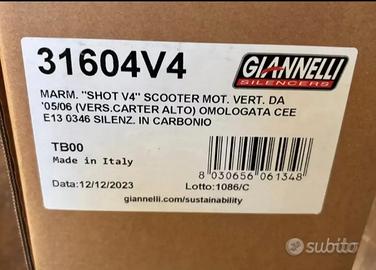 31604V4
GIANNELLI
SILENCERS
MARM. "SHOT V4" SCOOTER MOT. VERT. DA
'05/06 (VERS.CARTER ALTO) OMOLOGATA CEE
E13 0346 SILENZ. IN CARBONIO
TB00
Made in Italy
8 030656 061348
Data:12/12/2023
Lotto:1086/C
giannelli.com/sustainability
subito